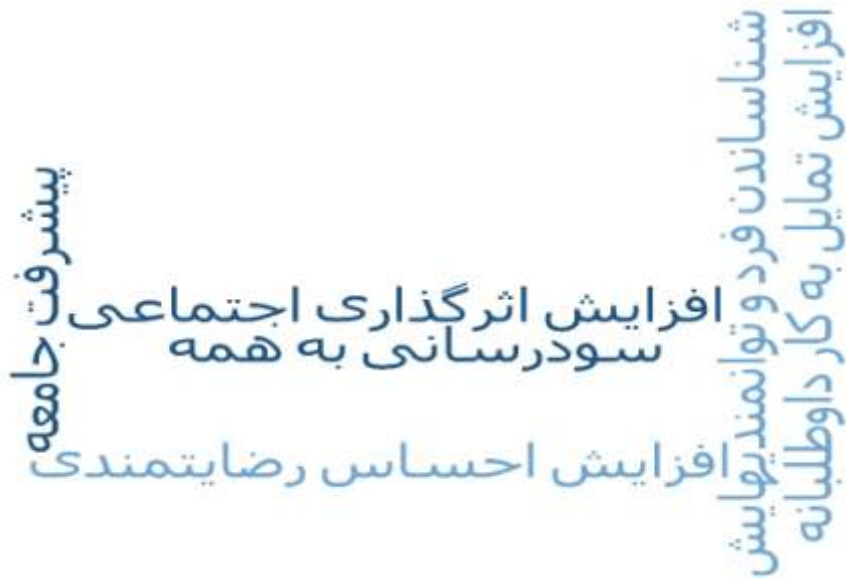 افزایش تمایل به کار داوطلبانه
شناساندن فرد و توانمندیهایش
افزایش اثرگذاری اجتماعی
سودرسانی به همه
افزایش احساس رضایتمندی
پیشرفت جامعه